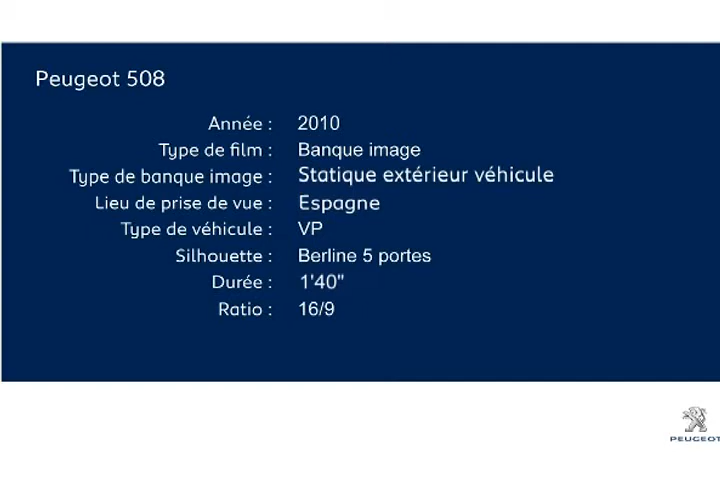 Peugeot 508
Année : 2010
Type de film : Banque image
Type de banque image : Statique extérieur véhicule
Lieu de prise de vue : Espagne
Type de véhicule : VP
Silhouette : Berline 5 portes
Durée : 1'40"
Ratio : 16/9
PEUGEOT